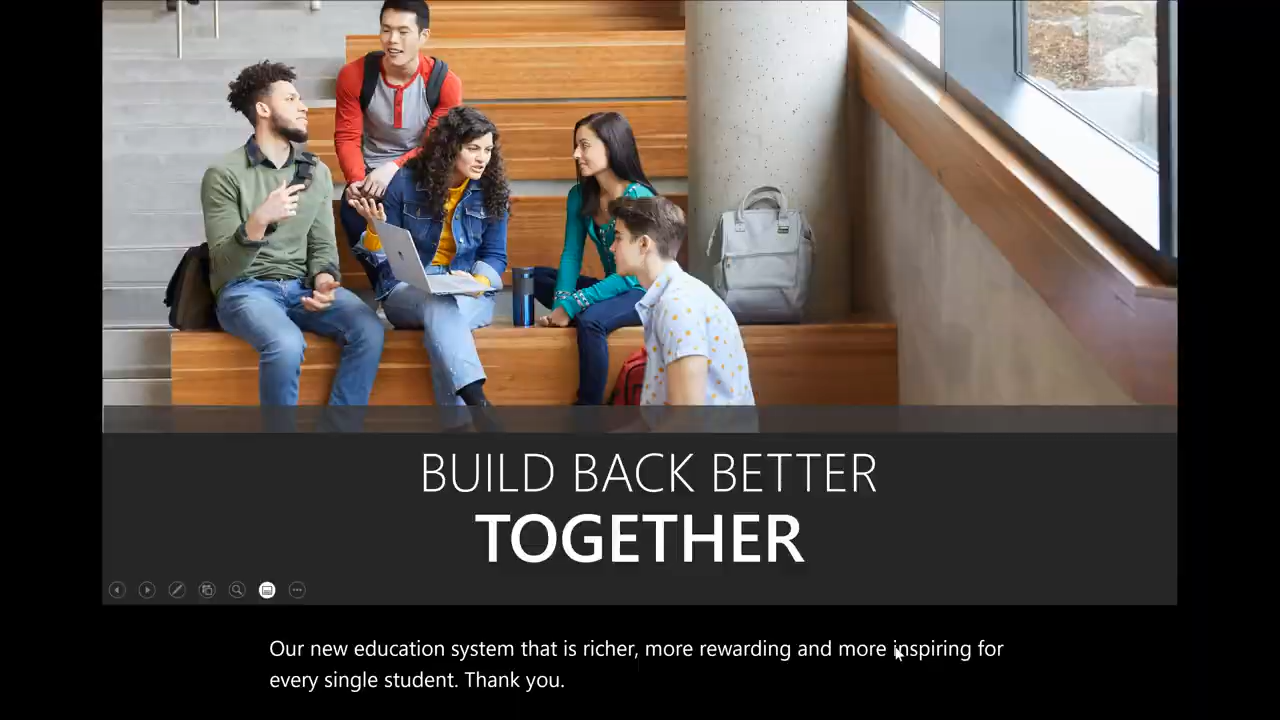 BUILD BACK BETTER
TOGETHER
Our new education system that is richer, more rewarding and more inspiring for
every single student. Thank you.